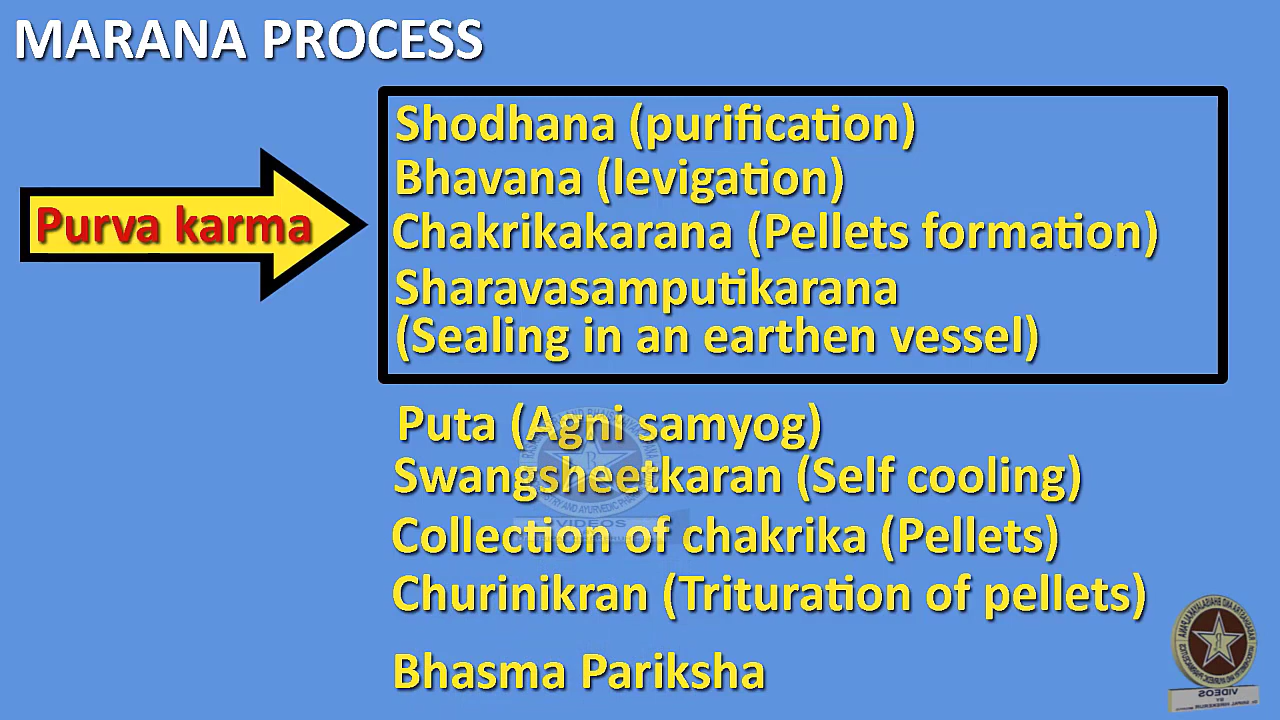 MARANA PROCESS
Shodhana (purification)
Bhavana (levigation)
Purva karma
Chakrikakarana (Pellets formation)
Sharavasamputikarana
(Sealing in an earthen vessel)
Puta (Agni samyog)
Swangsheetkaran (Self cooling)
Collection of chakrika (Pellets)
VIDEOS
Churinikran (Trituration of pellets)
Bhasma Pariksha